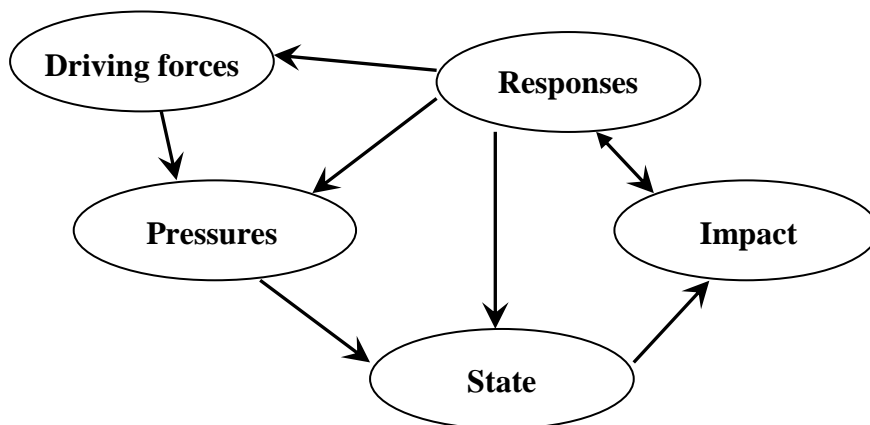 Driving forces
Responses
Pressures
Impact
State